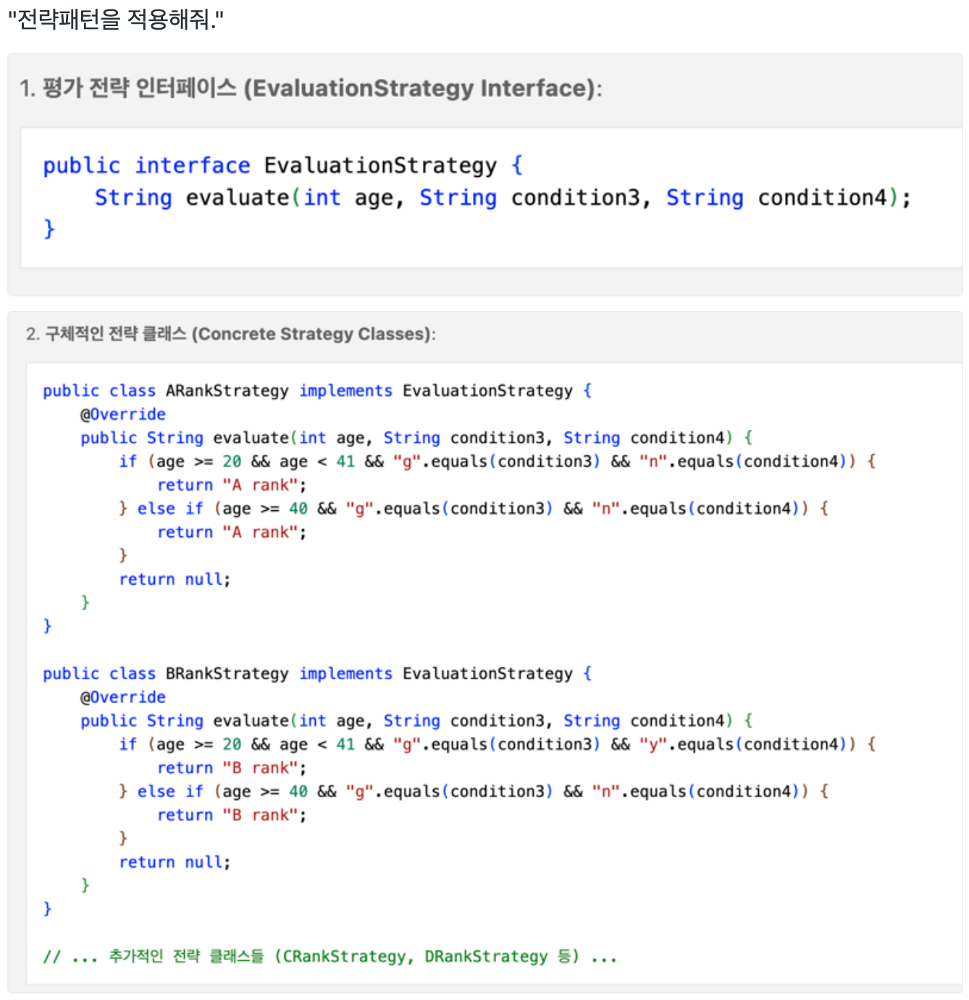 "전략패턴을 적용해줘."
1. 평가 전략 인터페이스 (EvaluationStrategy Interface):
public interface EvaluationStrategy {
    String evaluate(int age, String condition3, String condition4);
}
2. 구체적인 전략 클래스 (Concrete Strategy Classes):
public class ARankStrategy implements EvaluationStrategy {
    @Override
    public String evaluate(int age, String condition3, String condition4) {
        if (age >= 20 && age < 41 && "g".equals(condition3) && "n".equals(condition4)) {
            return "A rank";
        } else if (age >= 40 && "g".equals(condition3) && "n".equals(condition4)) {
            return "A rank";
        }
        return null;
    }
}
public class BRankStrategy implements EvaluationStrategy {
    @Override
    public String evaluate(int age, String condition3, String condition4) {
        if (age >= 20 && age < 41 && "g".equals(condition3) && "y".equals(condition4)) {
            return "B rank";
        } else if (age >= 40 && "g".equals(condition3) && "n".equals(condition4)) {
            return "B rank";
        }
        return null;
    }
}
// ... 추가적인 전략 클래스들 (CRankStrategy, DRankStrategy 등) ...